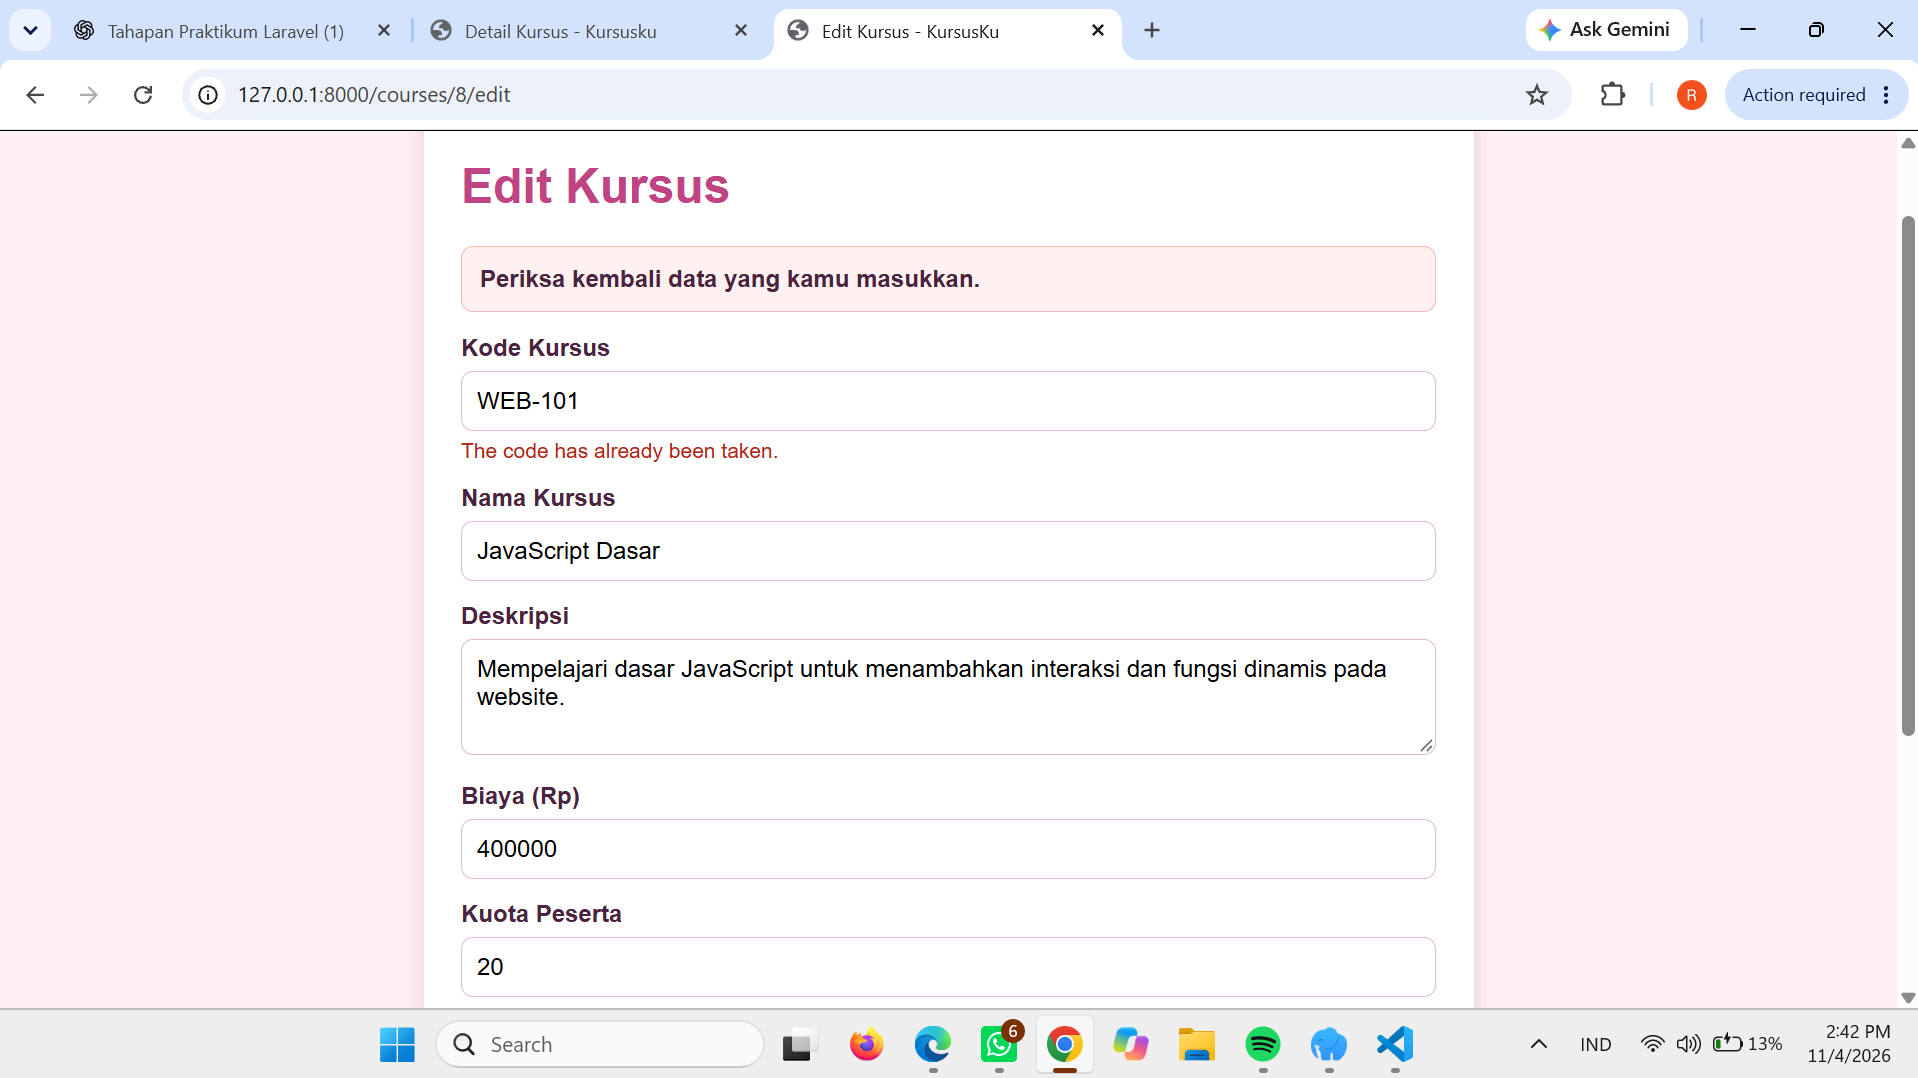 Tahapan Praktikum Laravel (1)
Detail Kursus - Kursusku
Edit Kursus - KursusKu
Ask Gemini
127.0.0.1:8000/courses/8/edit
R
Action required
Edit Kursus
Periksa kembali data yang kamu masukkan.
Kode Kursus
WEB-101
The code has already been taken.
Nama Kursus
JavaScript Dasar
Deskripsi
Mempelajari dasar JavaScript untuk menambahkan interaksi dan fungsi dinamis pada
website.
Biaya (Rp)
400000
Kuota Peserta
20
Search
6
IND
13%
2:42 PM
11/4/2026